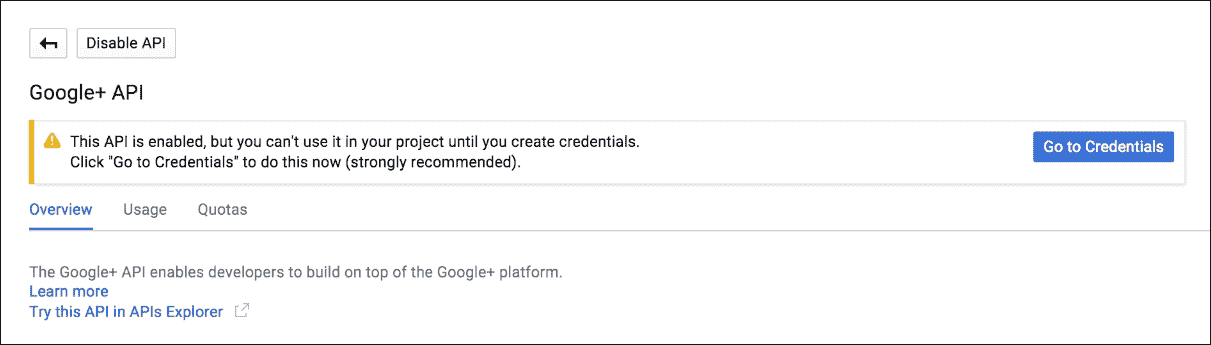 Disable API
Google+ API
This API is enabled, but you can't use it in your project until you create credentials.
Click "Go to Credentials" to do this now (strongly recommended).
Go to Credentials
Overview Usage Quotas
The Google+ API enables developers to build on top of the Google+ platform.
Learn more
Try this API in APIs Explorer